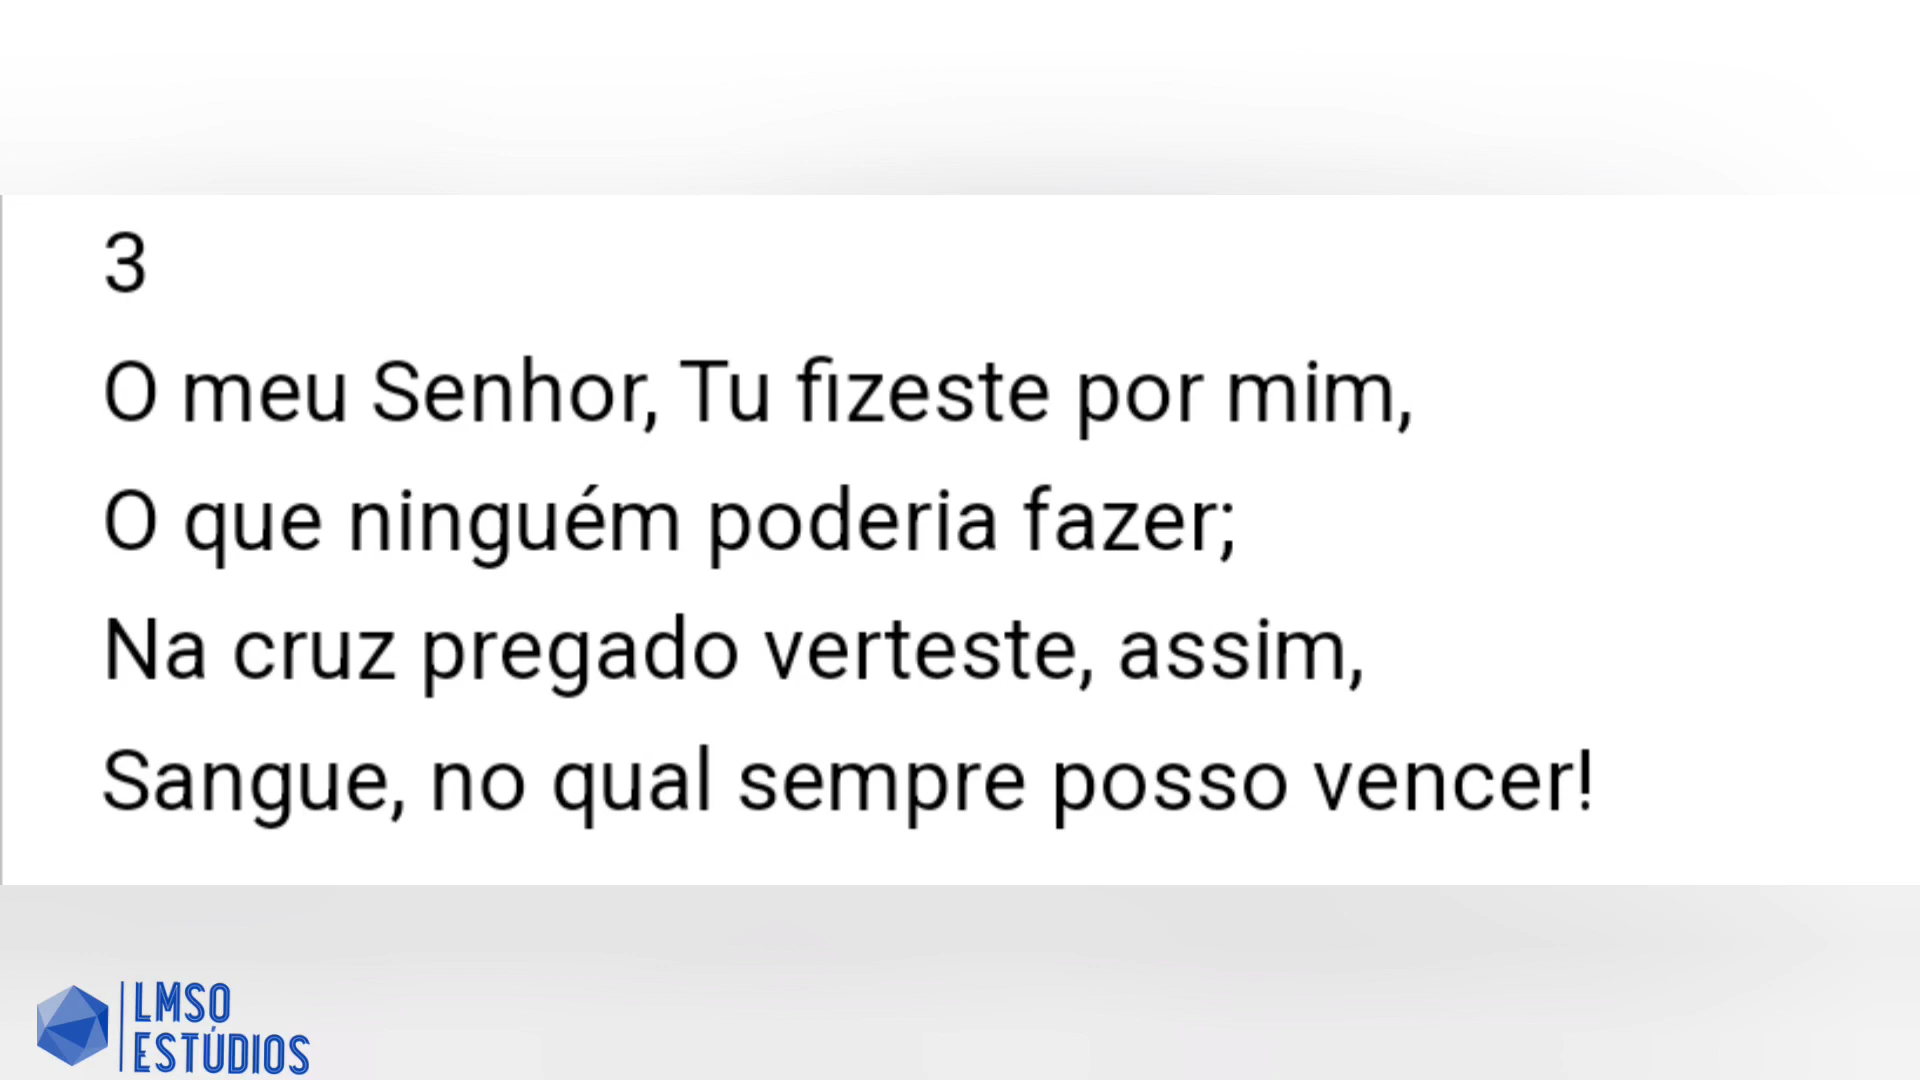 3
O meu Senhor, Tu fizeste por mim,
O que ninguém poderia fazer;
Na cruz pregado verteste, assim,
Sangue, no qual sempre posso vencer!
LMSO
ESTÚDIOS